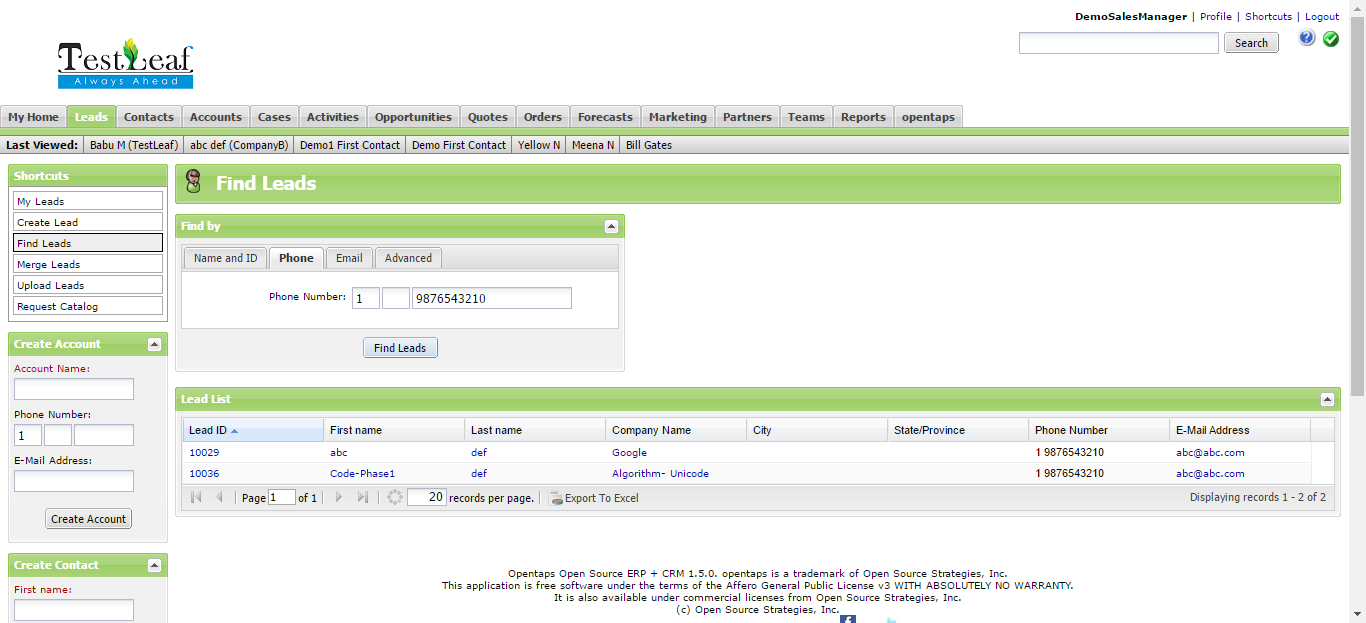 DemoSalesManager | Profile | Shortcuts | Logout
Search
TestLeaf
Always Ahead
My Home Leads Contacts Accounts Cases Activities Opportunities Quotes Orders Forecasts Marketing Partners Teams Reports opentaps
Last Viewed: Babu M (TestLeaf) abc def (CompanyB) Demo1 First Contact Demo First Contact Yellow N Meena N Bill Gates
Shortcuts
My Leads
Create Lead
Find Leads
Merge Leads
Upload Leads
Request Catalog
Create Account
Account Name:
Phone Number:
1
E-Mail Address:
Create Account
Create Contact
First name:
Find Leads
Find by
Name and ID Phone Email Advanced
Phone Number: 1 9876543210
Find Leads
Lead List
Lead ID First name Last name Company Name City State/Province Phone Number E-Mail Address
10029 abc def Google 1 9876543210 abc@abc.com
10036 Code-Phase1 def Algorithm- Unicode 1 9876543210 abc@abc.com
Page 1 of 1 20 records per page. Export To Excel Displaying records 1 - 2 of 2
Opentaps Open Source ERP + CRM 1.5.0. opentaps is a trademark of Open Source Strategies, Inc.
This application is free software under the terms of the Affero General Public License v3 WITH ABSOLUTELY NO WARRANTY.
It is also available under commercial licenses from Open Source Strategies, Inc.
(c) Open Source Strategies, Inc.